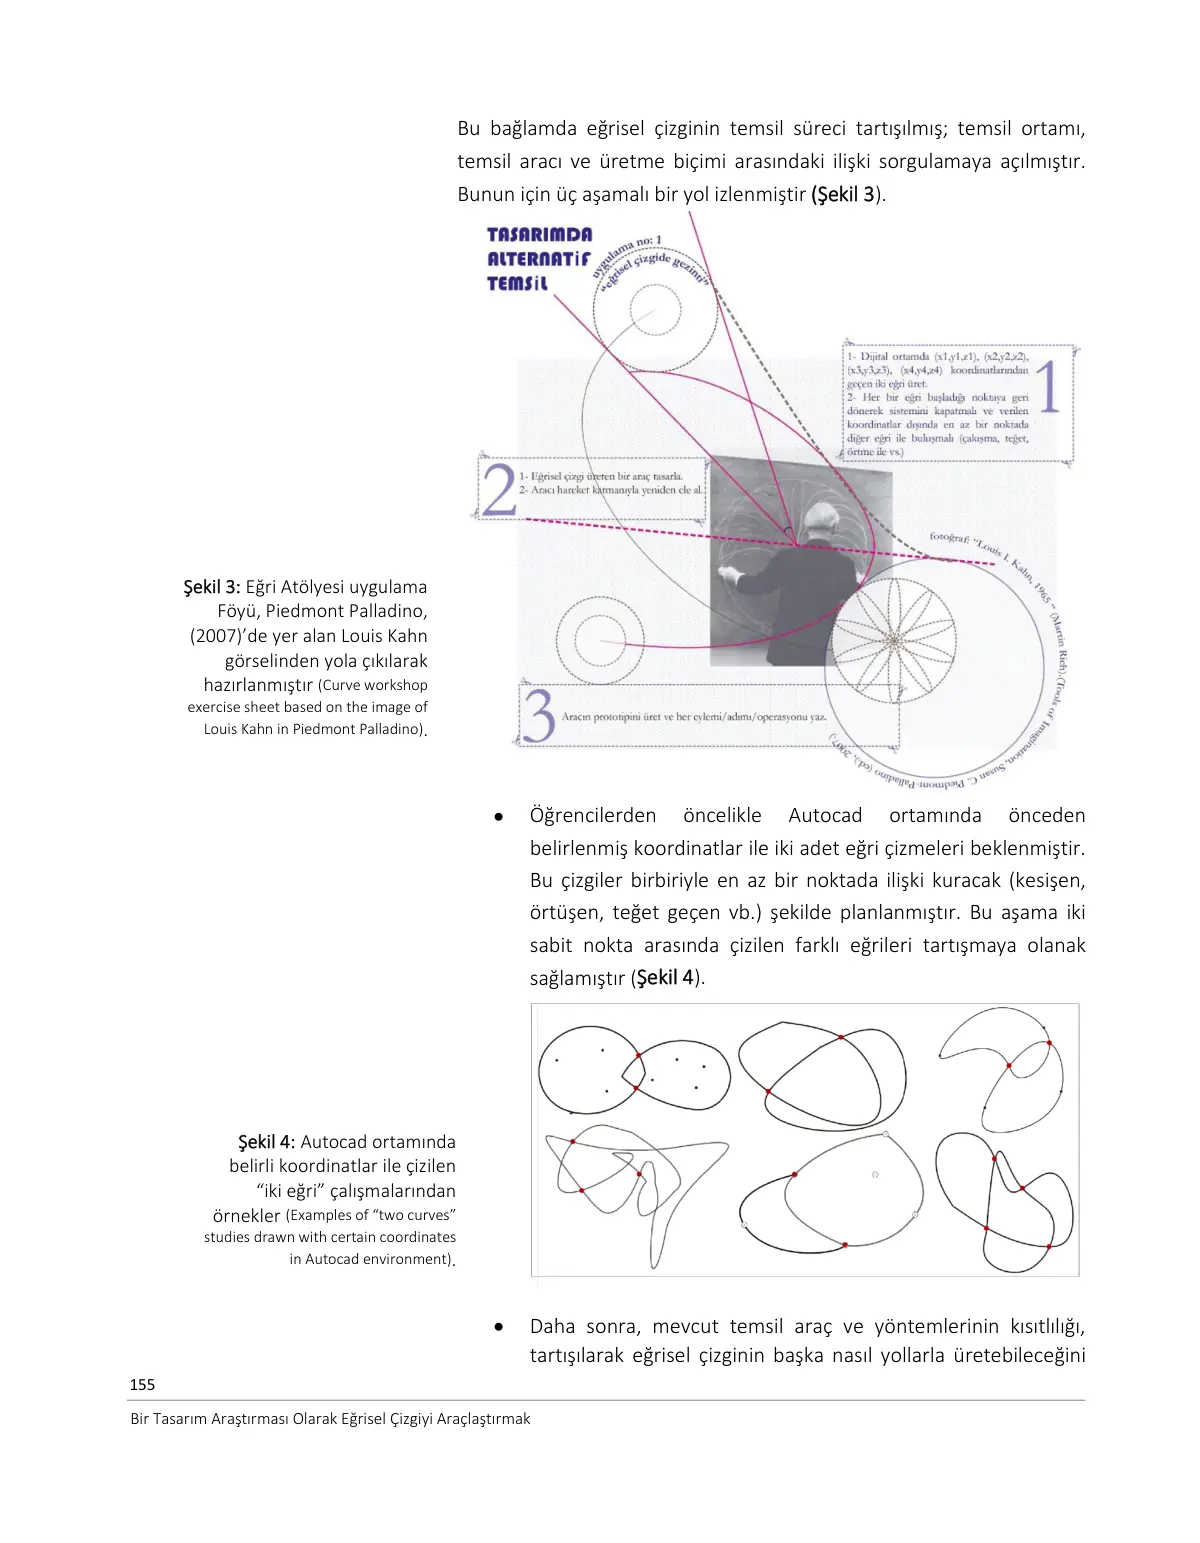 Bu bağlamda eğrisel çizginin temsil süreci tartışılmış; temsil ortamı,
temsil aracı ve üretme biçimi arasındaki ilişki sorgulamaya açılmıştır.
Bunun için üç aşamalı bir yol izlenmiştir (Şekil 3).
TASARIMDA
ALTERNATİF
TEMSİL
uygulama no: 1
“eğrisel çizgide gezinti”
1- Dijital ortamda (x1,y1,z1), (x2,y2,z2),
(x3,y3,z3), (x4,y4,z4) koordinatlarından
geçen iki eğri üret.
2- Her bir eğri başladığı noktaya geri
dönerek sistemini kapatmalı ve verilen
koordinatlar dışında en az bir noktada
diğer eğri ile buluşmalı (çakışma, teğet,
örtme ile vs.)
1
2
1- Eğrisel çizgi üreten bir araç tasarla.
2- Aracı hareket katmanıyla yeniden ele al.
fotoğraf: “Louis I. Kahn, 1965” (Martin Rich)/(Tools of Imagination, Susan C. Piedmont-Palladino (ed.), 2007.)
3
Aracın prototipini üret ve her eylemi/adımı/operasyonu yaz.
Şekil 3: Eğri Atölyesi uygulama
Föyü, Piedmont Palladino,
(2007)’de yer alan Louis Kahn
görselinden yola çıkılarak
hazırlanmıştır (Curve workshop
exercise sheet based on the image of
Louis Kahn in Piedmont Palladino).
• Öğrencilerden öncelikle Autocad ortamında önceden
belirlenmiş koordinatlar ile iki adet eğri çizmeleri beklenmiştir.
Bu çizgiler birbiriyle en az bir noktada ilişki kuracak (kesişen,
örtüşen, teğet geçen vb.) şekilde planlanmıştır. Bu aşama iki
sabit nokta arasında çizilen farklı eğrileri tartışmaya olanak
sağlamıştır (Şekil 4).
Şekil 4: Autocad ortamında
belirli koordinatlar ile çizilen
“iki eğri” çalışmalarından
örnekler (Examples of “two curves”
studies drawn with certain coordinates
in Autocad environment).
• Daha sonra, mevcut temsil araç ve yöntemlerinin kısıtlılığı,
tartışılarak eğrisel çizginin başka nasıl yollarla üretebileceğini
155
Bir Tasarım Araştırması Olarak Eğrisel Çizgiyi Araçlaştırmak